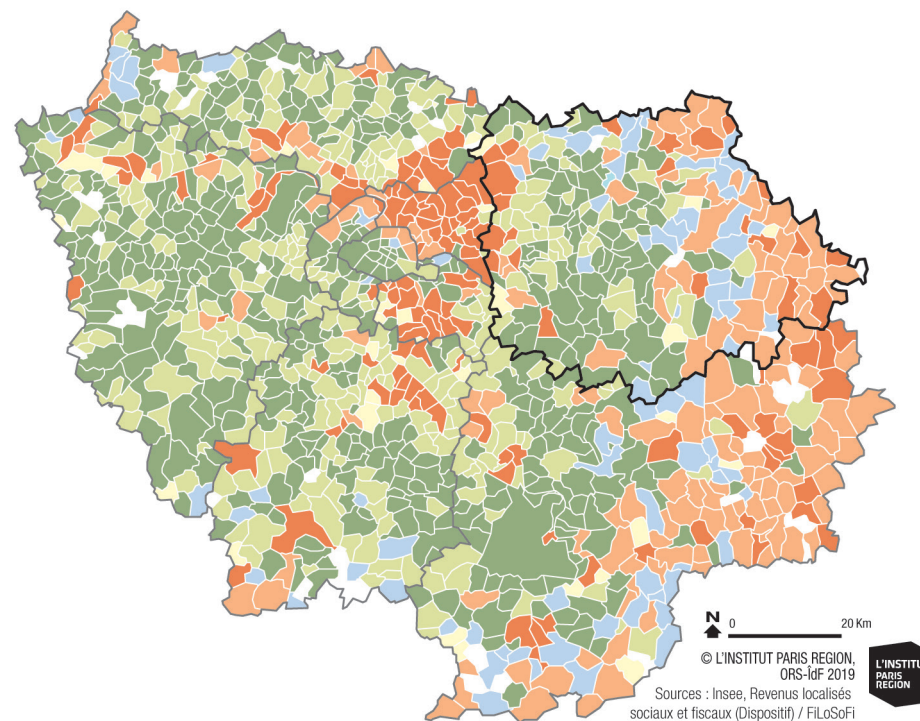 N
0 20 Km
© L'INSTITUT PARIS REGION,
ORS-ÎdF 2019
Sources : Insee, Revenus localisés
sociaux et fiscaux (Dispositif) / FiLoSoFi
PARIS
REGION